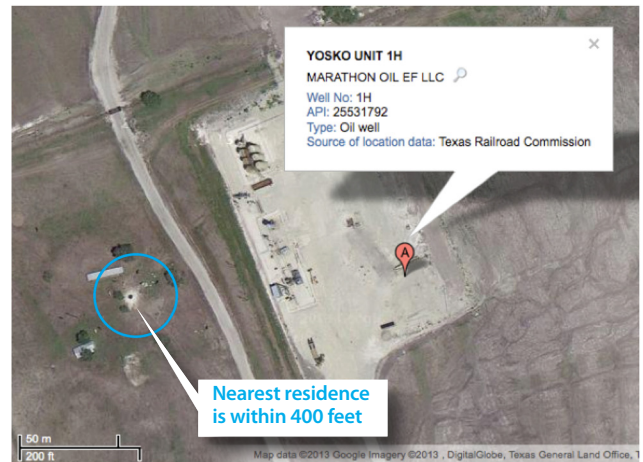 YOSKO UNIT 1H
MARATHON OIL EF LLC
Well No: 1H
API: 25531792
Type: Oil well
Source of location data: Texas Railroad Commission
A
Nearest residence
is within 400 feet
50 m
200 ft
Map data ©2013 Google Imagery ©2013 , DigitalGlobe, Texas General Land Office,